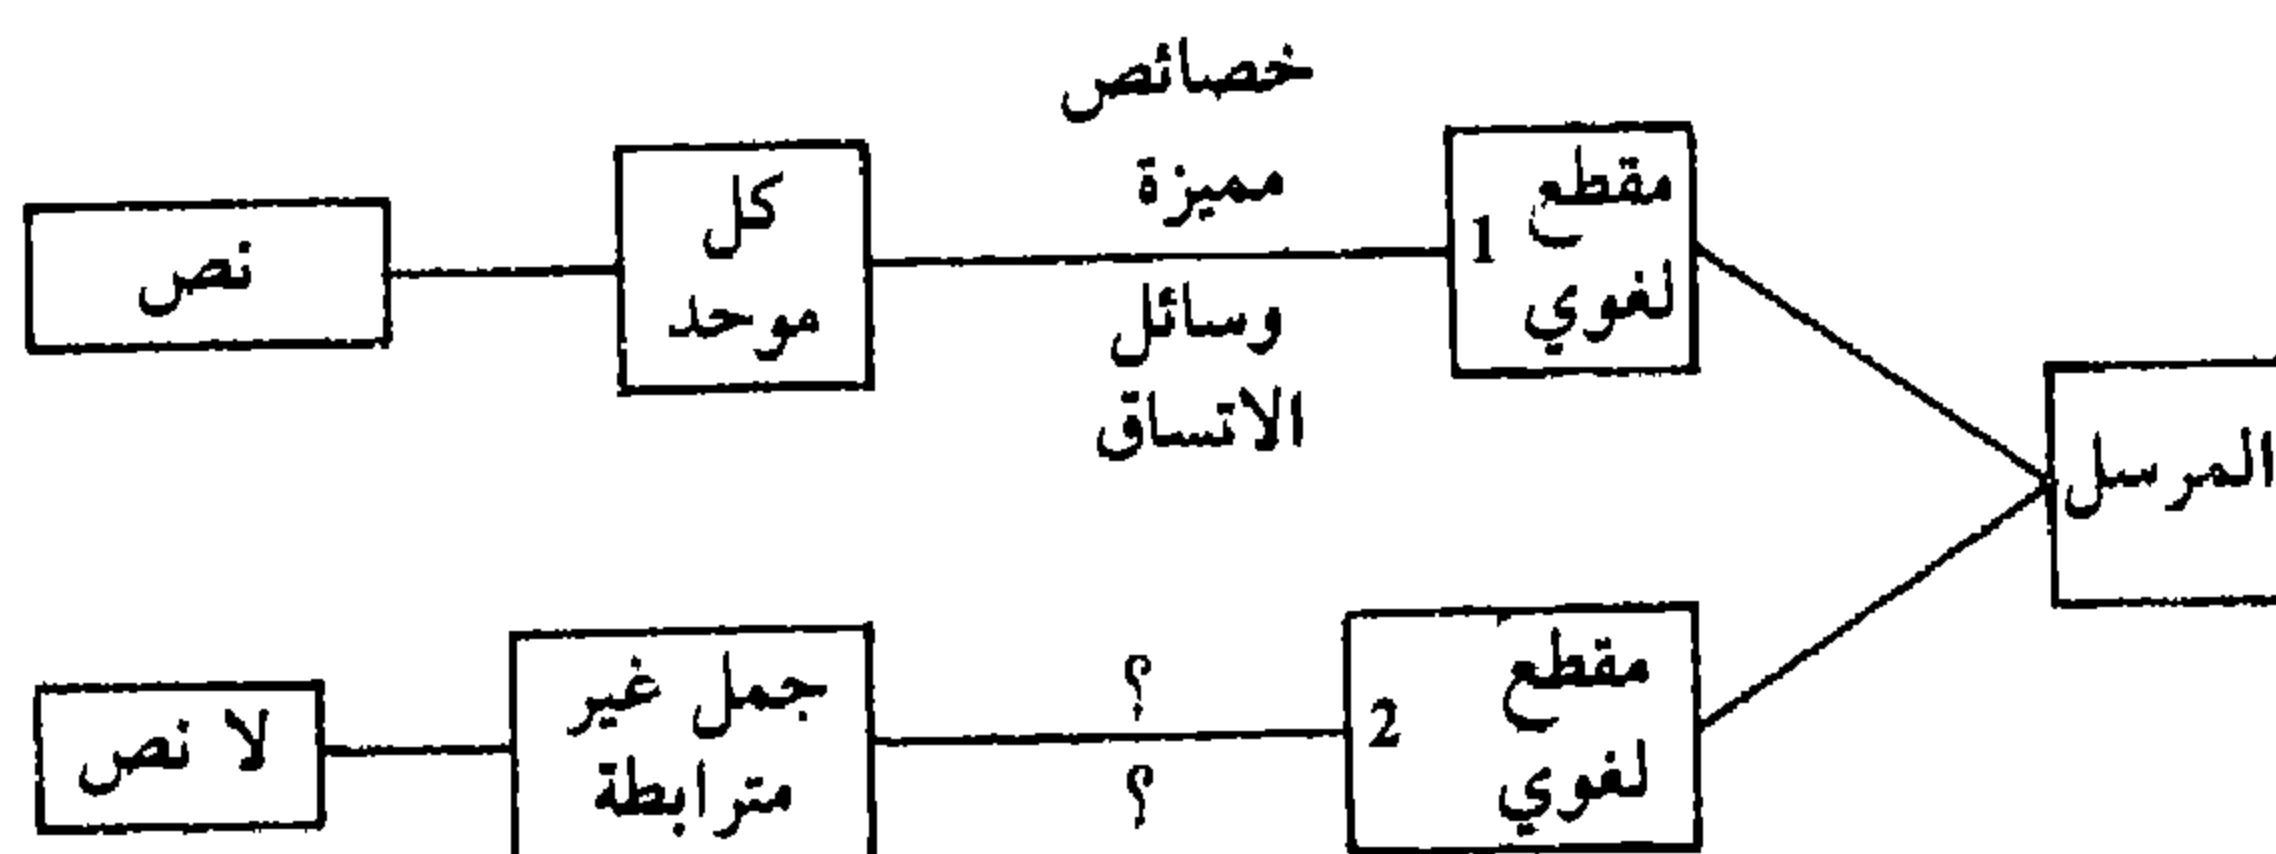 المرسل
مقطع
لغوي
1
خصائص
مميزة
وسائل
الاتساق
كل
موحد
نص
مقطع
لغوي
2
؟
؟
جمل غير
مترابطة
لا نص